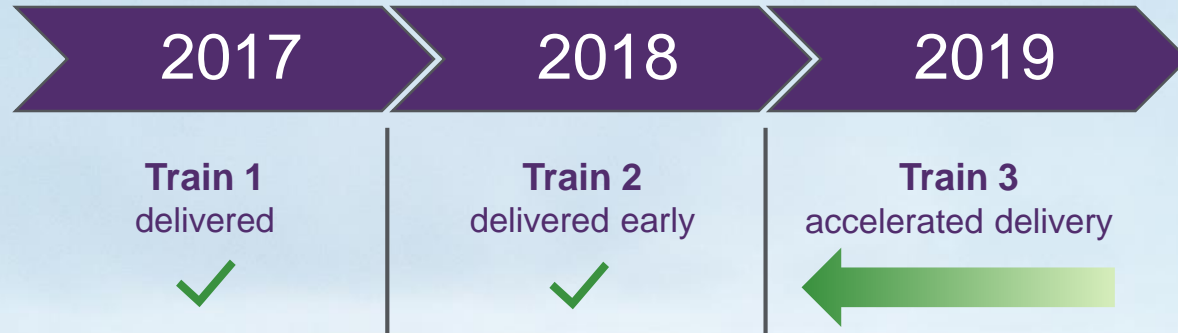 2017
2018
2019
Train 1
delivered
Train 2
delivered early
Train 3
accelerated delivery